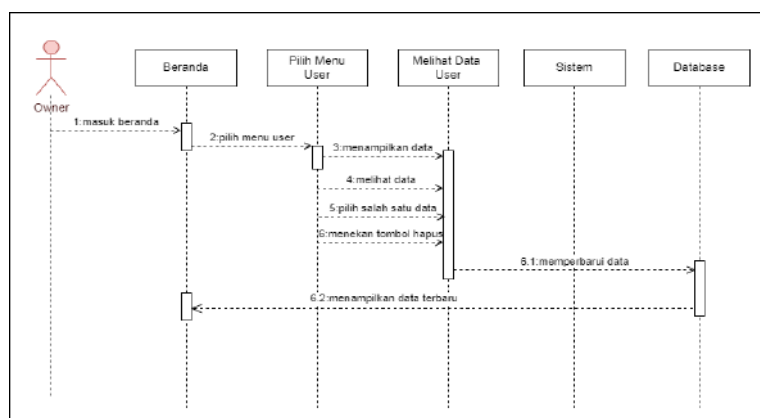 Beranda
Pilih Menu
User
Melihat Data
User
Sistem
Database
Owner
1:masuk beranda
2:pilih menu user
3:menampilkan data
4:melihat data
5:pilih salah satu data
6:menekan tombol hapus
6.1:memperbarui data
6.2:menampilkan data terbaru